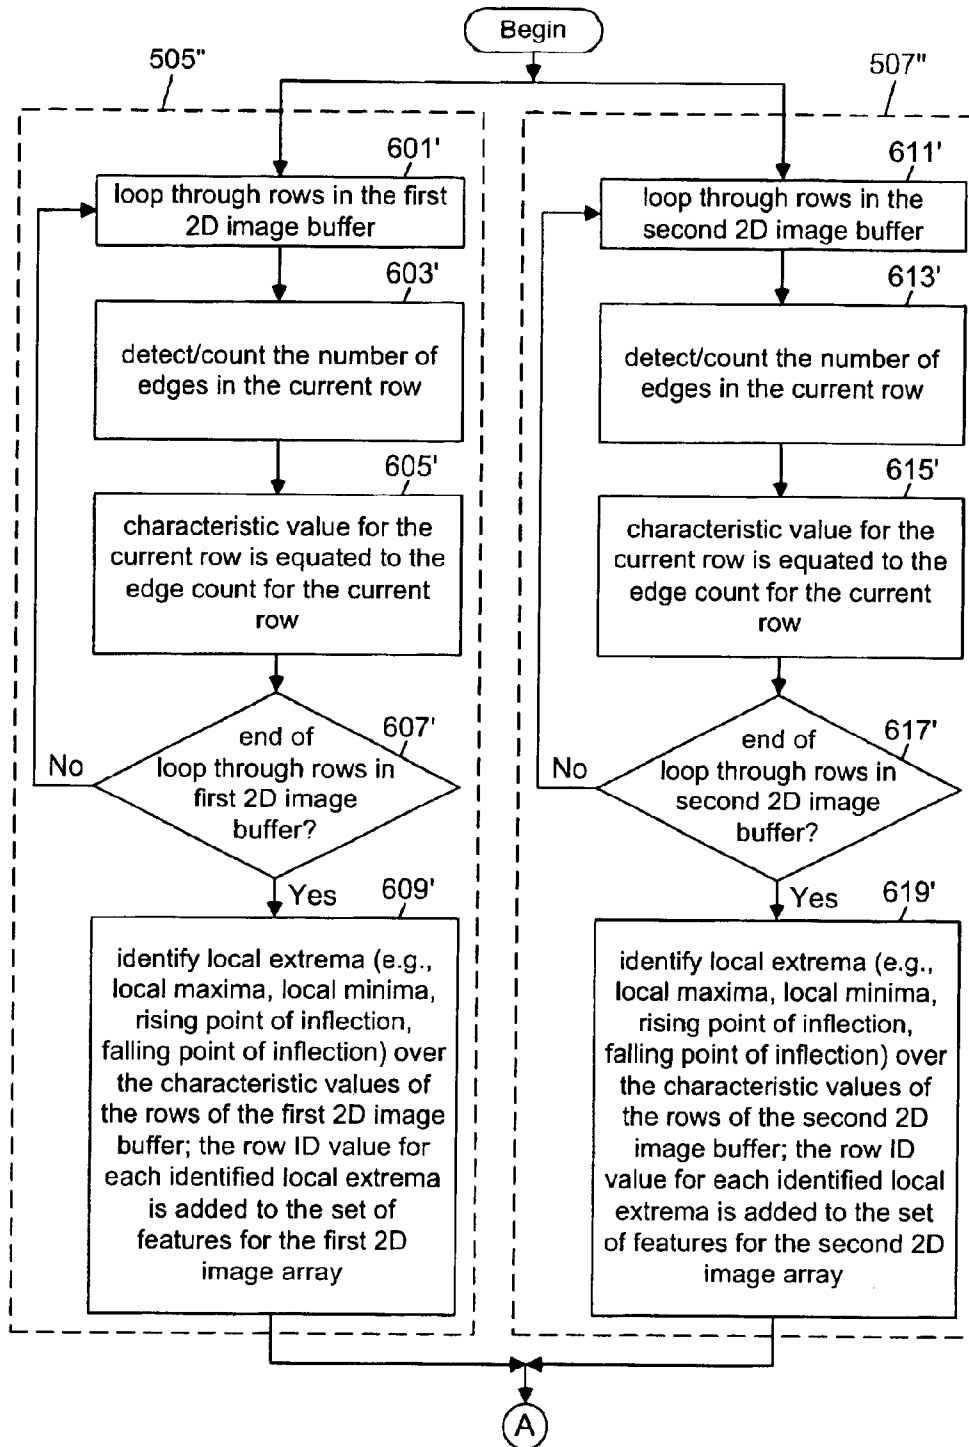 Begin
505"
601'
loop through rows in the first
2D image buffer
603'
detect/count the number of
edges in the current row
605'
characteristic value for the
current row is equated to the
edge count for the current
row
607'
end of
loop through rows in
first 2D image
buffer?
No
Yes
609'
identify local extrema (e.g.,
local maxima, local minima,
rising point of inflection,
falling point of inflection) over
the characteristic values of
the rows of the first 2D image
buffer; the row ID value for
each identified local extrema
is added to the set of
features for the first 2D
image array
507"
611'
loop through rows in the
second 2D image buffer
613'
detect/count the number of
edges in the current row
615'
characteristic value for the
current row is equated to the
edge count for the current
row
617'
end of
loop through rows in
second 2D image
buffer?
No
Yes
619'
identify local extrema (e.g.,
local maxima, local minima,
rising point of inflection,
falling point of inflection) over
the characteristic values of
the rows of the second 2D
image buffer; the row ID
value for each identified local
extrema is added to the set
of features for the second 2D
image array
A